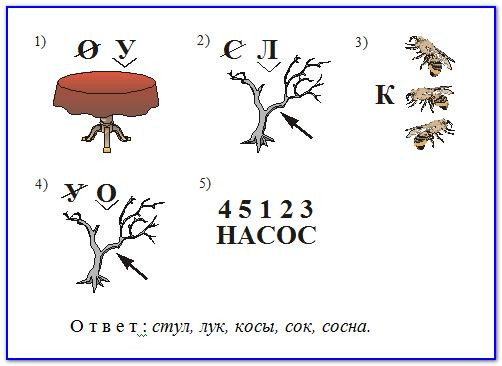 1) О У
2) С Л
3) К
4) У О
5)
4 5 1 2 3
НАСОС
О т в е т : стул, лук, косы, сок, сосна.